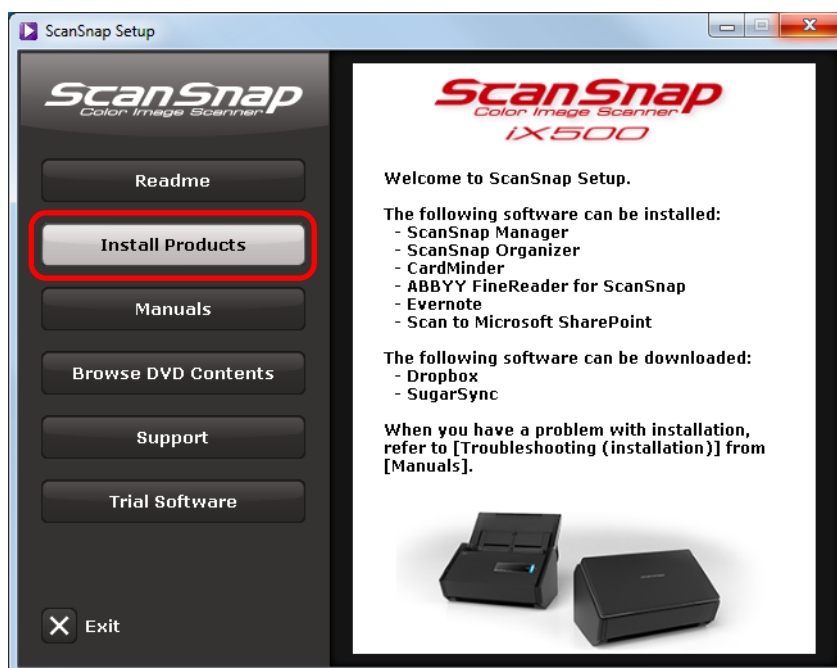 ScanSnap Setup
ScanSnap
Color Image Scanner
Readme
Install Products
Manuals
Browse DVD Contents
Support
Trial Software
Exit
ScanSnap
Color Image Scanner
iX500
Welcome to ScanSnap Setup.
The following software can be installed:
- ScanSnap Manager
- ScanSnap Organizer
- CardMinder
- ABBYY FineReader for ScanSnap
- Evernote
- Scan to Microsoft SharePoint
The following software can be downloaded:
- Dropbox
- SugarSync
When you have a problem with installation,
refer to [Troubleshooting (installation)] from
[Manuals].